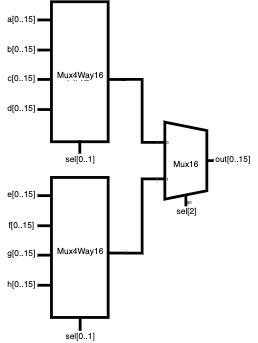 a[0..15]
b[0..15]
c[0..15]
d[0..15]
Mux4Way16
sel[0..1]
Mux16
out[0..15]
sel[2]
e[0..15]
f[0..15]
g[0..15]
h[0..15]
Mux4Way16
sel[0..1]